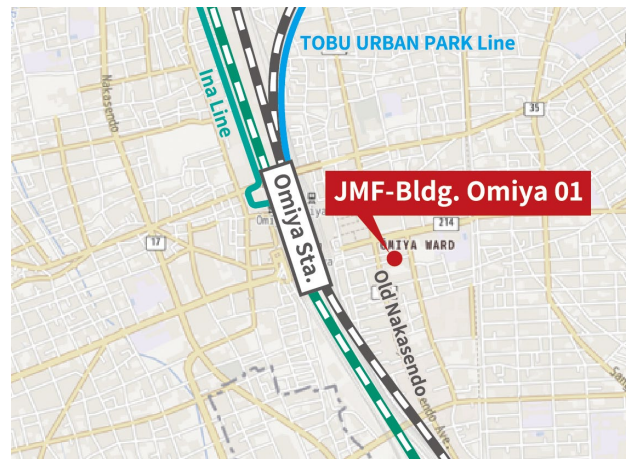 TOBU URBAN PARK Line
Nakasendo
Ina Line
35
Omiya Sta.
JMF-Bldg. Omiya 01
214
OMIYA WARD
17
Old Nakasendo